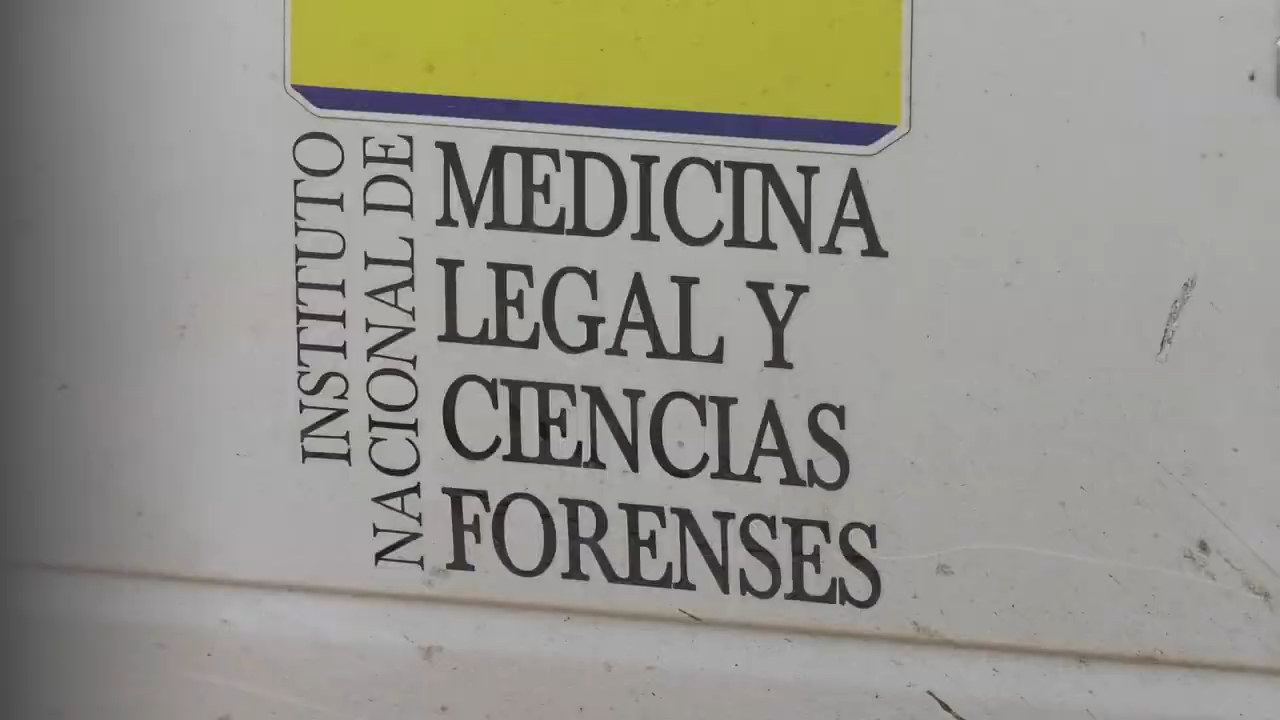 INSTITUTO
NACIONAL DE
MEDICINA
LEGAL Y
CIENCIAS
FORENSES